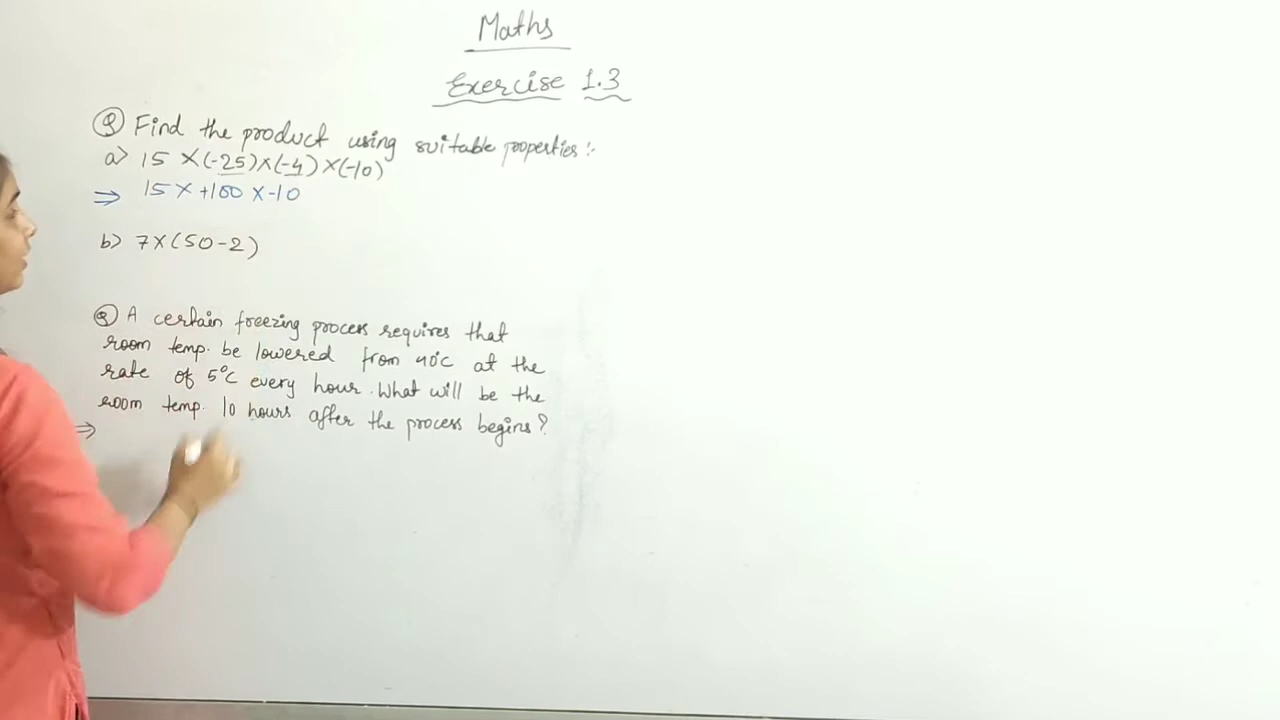 Maths
Exercise 1.3
Q Find the product using suitable properties :-
a> 15 × (-25) × (-4) × (-10)
⇒ 15 × +100 × -10
b> 7 × (50 - 2)
Q A certain freezing process requires that
room temp. be lowered from 40°C at the
rate of 5°C every hour. What will be the
room temp. 10 hours after the process begins?
⇒